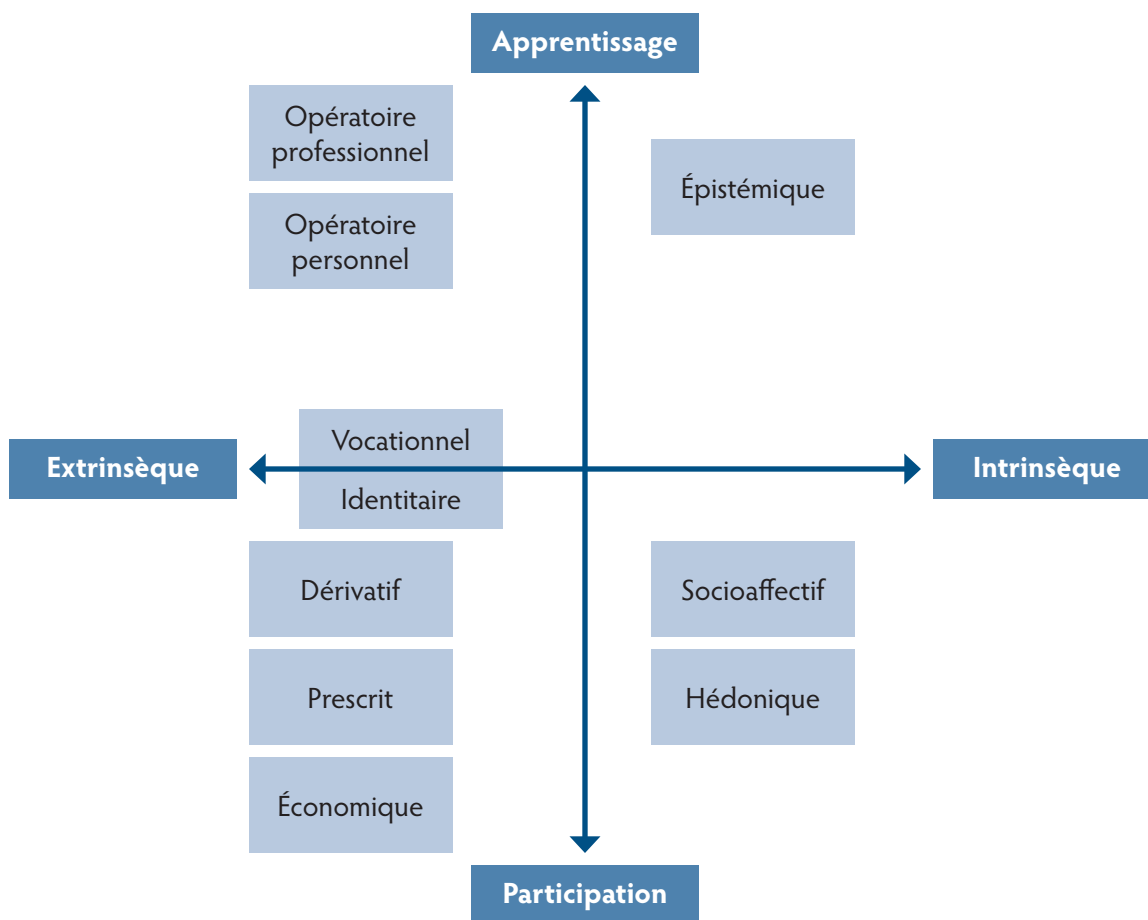 Apprentissage
Opératoire
professionnel
Épistémique
Opératoire
personnel
Vocationnel
Extrinsèque
Intrinsèque
Identitaire
Dérivatif
Socioaffectif
Prescrit
Hédonique
Économique
Participation